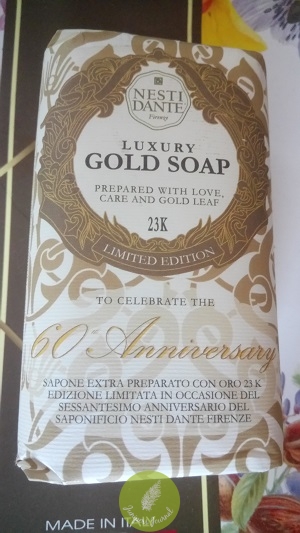 NESTI
DANTE
Firenze
LUXURY
GOLD SOAP
PREPARED WITH LOVE,
CARE AND GOLD LEAF
23K
LIMITED EDITION
TO CELEBRATE THE
60 Anniversary
SAPONE EXTRA PREPARATO CON ORO 23 K
EDIZIONE LIMITATA IN OCCASIONE DEL
SESSANTESIMO ANNIVERSARIO DEL
SAPONIFICIO NESTI DANTE FIRENZE
MADE IN ITA